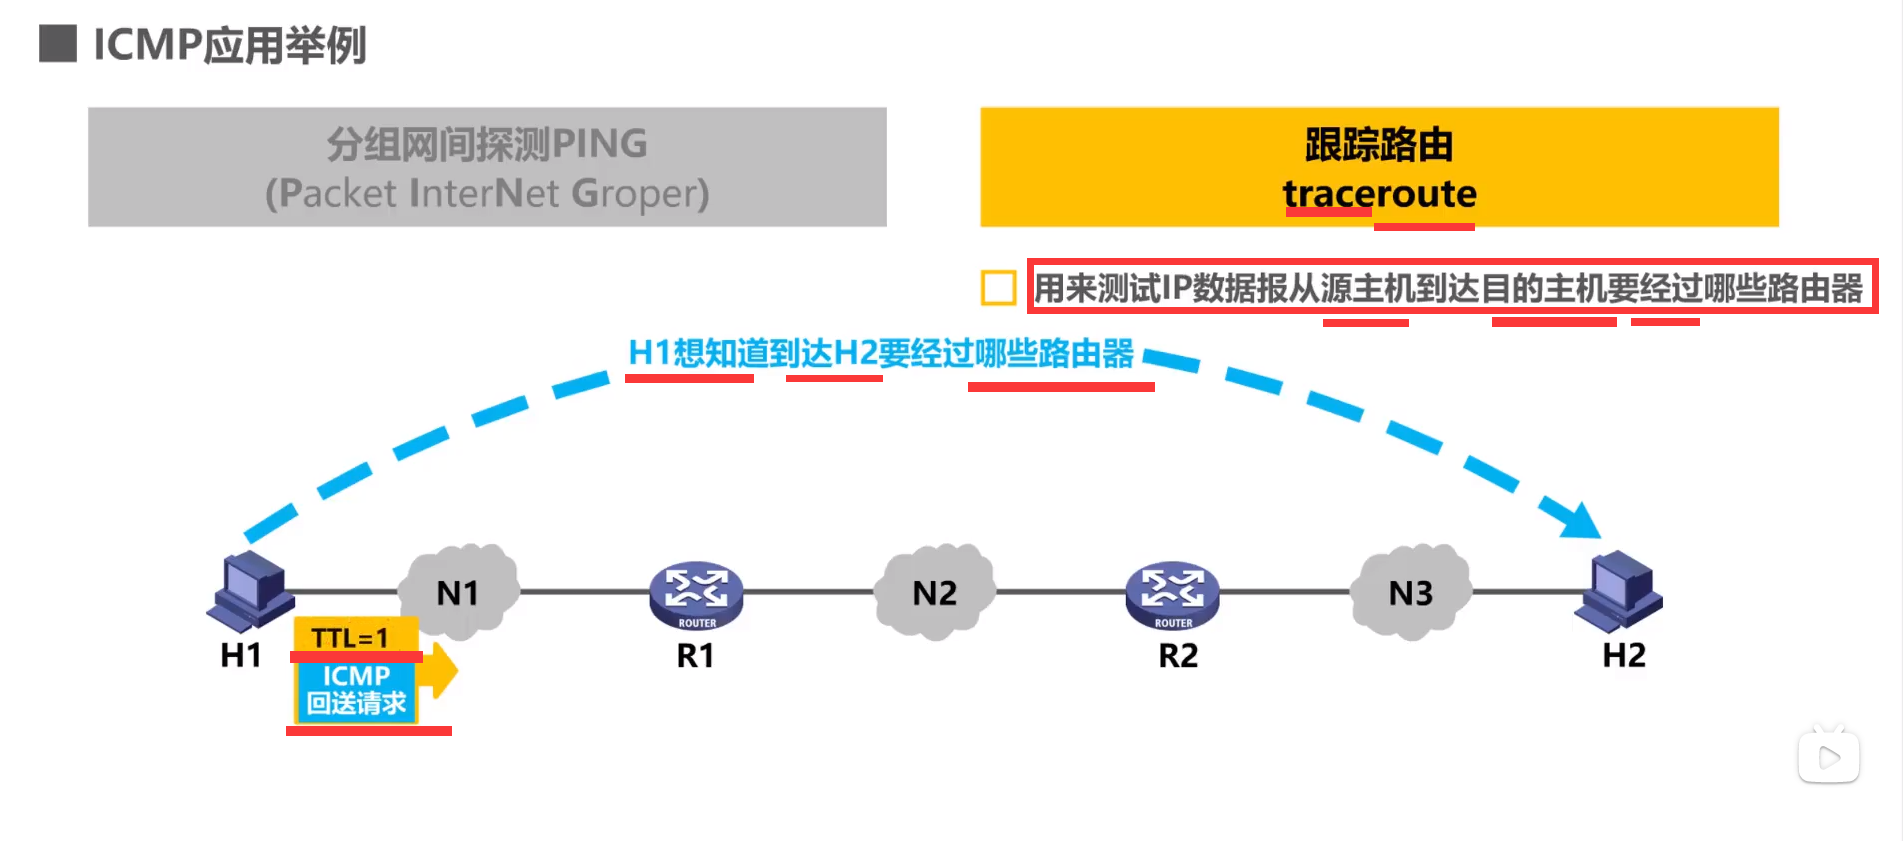 ICMP应用举例
分组网间探测PING
(Packet InterNet Groper)
跟踪路由
traceroute
用来测试IP数据报从源主机到达目的主机要经过哪些路由器
H1想知道到达H2要经过哪些路由器
N1
N2
N3
ROUTER
ROUTER
H1
R1
R2
H2
TTL=1
ICMP
回送请求